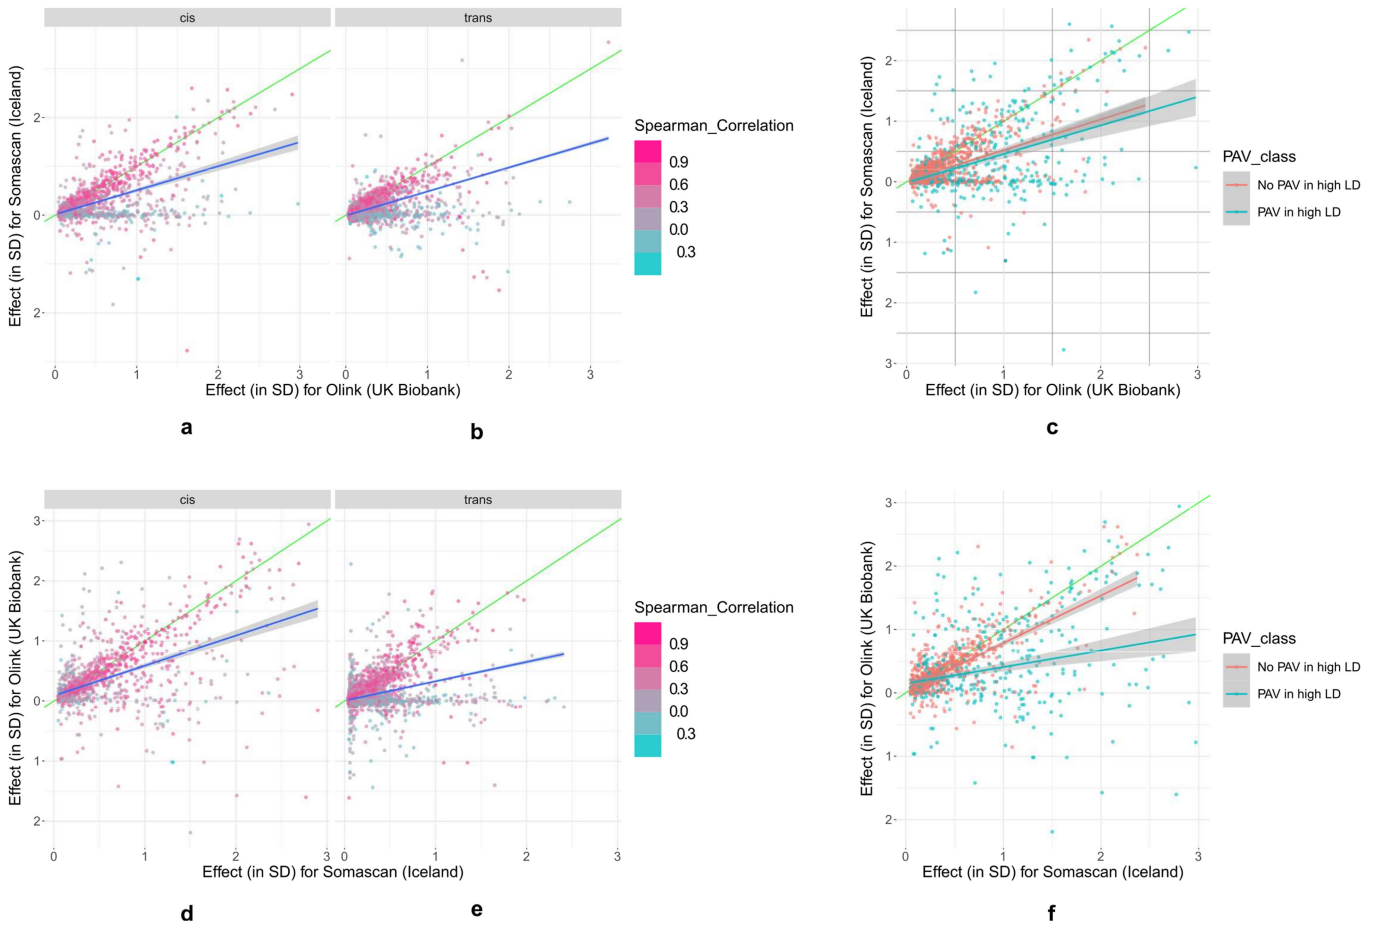 cis
trans
Effect (in SD) for Somascan (Iceland)
2
0
2
0
1
2
3
0
1
2
3
Effect (in SD) for Olink (UK Biobank)
Spearman_Correlation
0.9
0.6
0.3
0.0
0.3
a
b
Effect (in SD) for Somascan (Iceland)
2
1
0
1
2
3
0
1
2
3
Effect (in SD) for Olink (UK Biobank)
PAV_class
No PAV in high LD
PAV in high LD
c
cis
trans
Effect (in SD) for Olink (UK Biobank)
3
2
1
0
1
2
0
1
2
3
0
1
2
3
Effect (in SD) for Somascan (Iceland)
Spearman_Correlation
0.9
0.6
0.3
0.0
0.3
d
e
Effect (in SD) for Olink (UK Biobank)
3
2
1
0
1
2
0
1
2
3
Effect (in SD) for Somascan (Iceland)
PAV_class
No PAV in high LD
PAV in high LD
f